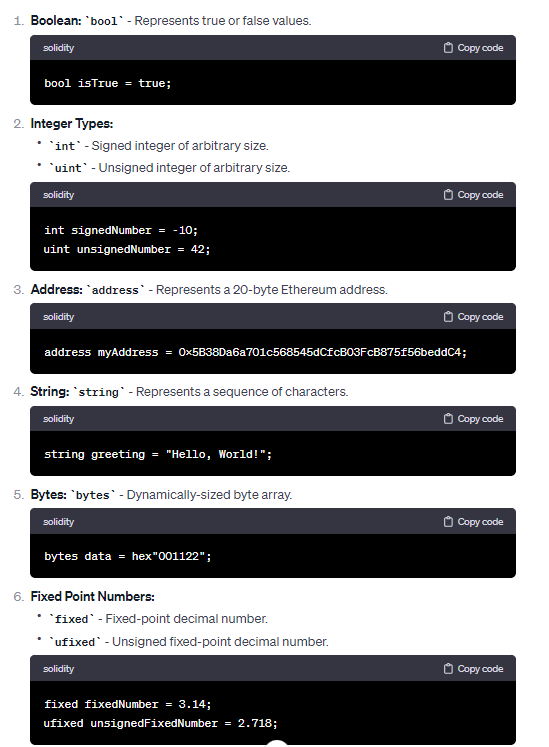 1. Boolean: `bool` - Represents true or false values.
solidity Copy code
bool isTrue = true;
2. Integer Types:
• `int` - Signed integer of arbitrary size.
• `uint` - Unsigned integer of arbitrary size.
solidity Copy code
int signedNumber = -10;
uint unsignedNumber = 42;
3. Address: `address` - Represents a 20-byte Ethereum address.
solidity Copy code
address myAddress = 0x5B38Da6a701c568545dCfcB03FcB875f56beddC4;
4. String: `string` - Represents a sequence of characters.
solidity Copy code
string greeting = "Hello, World!";
5. Bytes: `bytes` - Dynamically-sized byte array.
solidity Copy code
bytes data = hex"001122";
6. Fixed Point Numbers:
• `fixed` - Fixed-point decimal number.
• `ufixed` - Unsigned fixed-point decimal number.
solidity Copy code
fixed fixedNumber = 3.14;
ufixed unsignedFixedNumber = 2.718;